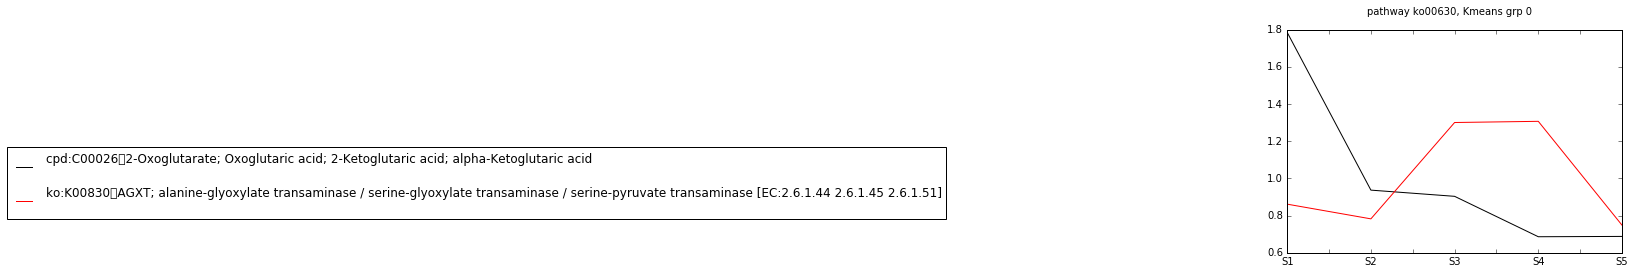 pathway ko00630, Kmeans grp 0
cpd:C00026▯2-Oxoglutarate; Oxoglutaric acid; 2-Ketoglutaric acid; alpha-Ketoglutaric acid
ko:K00830▯AGXT; alanine-glyoxylate transaminase / serine-glyoxylate transaminase / serine-pyruvate transaminase [EC:2.6.1.44 2.6.1.45 2.6.1.51]
1.8
1.6
1.4
1.2
1.0
0.8
0.6
S1 S2 S3 S4 S5